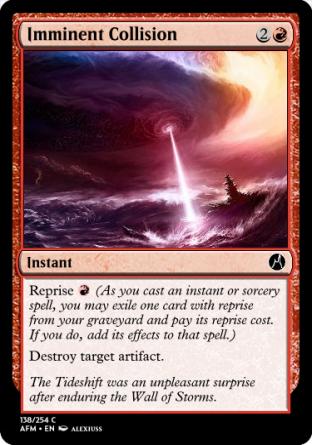 Imminent Collision 2
Instant
Reprise (As you cast an instant or sorcery
spell, you may exile one card with reprise
from your graveyard and pay its reprise cost.
If you do, add its effects to that spell.)
Destroy target artifact.
The Tideshift was an unpleasant surprise
after enduring the Wall of Storms.
138/254 C
AFM • EN ALEXIUSS